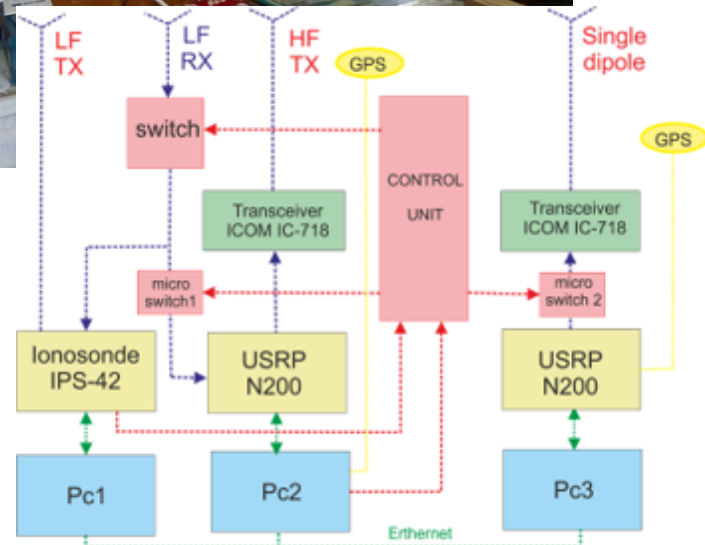 LF
TX
LF
RX
HF
TX
GPS
Single
dipole
GPS
switch
CONTROL
UNIT
Transceiver
ICOM IC-718
Transceiver
ICOM IC-718
micro
switch1
micro
switch 2
Ionosonde
IPS-42
USRP
N200
USRP
N200
Pc1
Pc2
Pc3
Erthernet